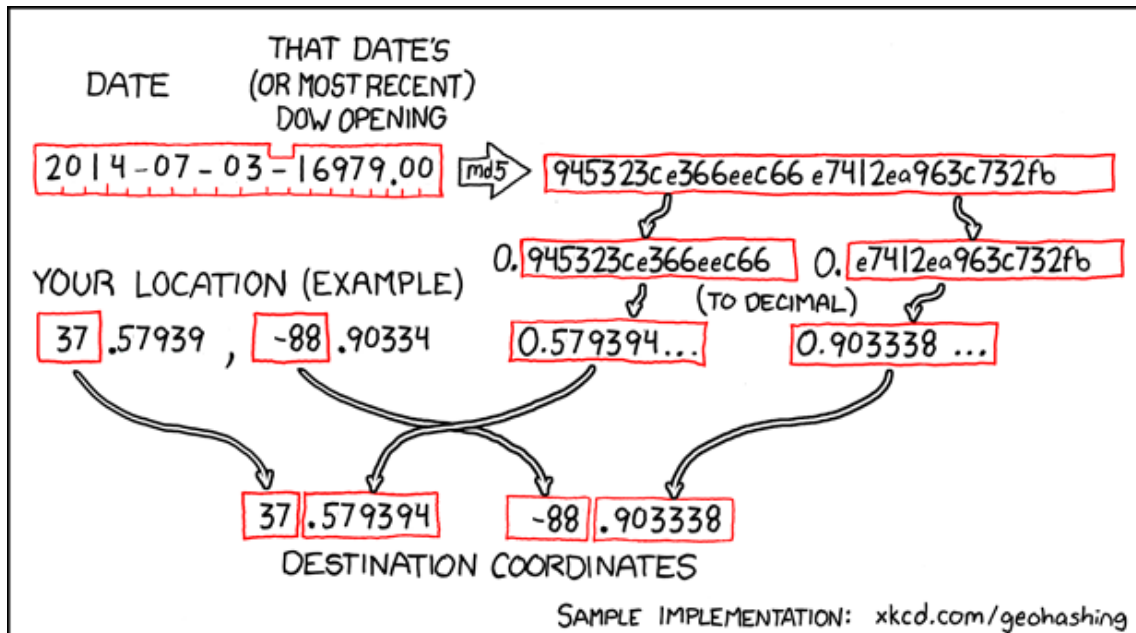 DATE
THAT DATE'S
(OR MOST RECENT)
DOW OPENING
2014-07-03-16979.00
md5
945323ce366eec66e7412ea963c732fb
0.945323ce366eec66
0.e7412ea963c732fb
(TO DECIMAL)
YOUR LOCATION (EXAMPLE)
37.57939, -88.90334
0.579394...
0.903338 ...
37.579394
-88.903338
DESTINATION COORDINATES
SAMPLE IMPLEMENTATION: xkcd.com/geohashing